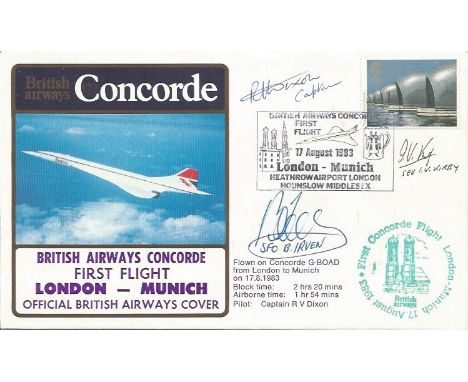 British
airways
Concorde
BRITISH AIRWAYS CONCORDE
FIRST FLIGHT
LONDON — MUNICH
OFFICIAL BRITISH AIRWAYS COVER
R V Dixon
Captain
BRITISH AIRWAYS CONCORDE
FIRST
FLIGHT
17 August 1983
London - Munich
HEATHROW AIRPORT LONDON
HOUNSLOW MIDDLESEX
SEO I.V. KIRBY
SFO B. IRVEN
Flown on Concorde G-BOAD
from London to Munich
on 17.8.1983
Block time: 2 hrs 20 mins
Airborne time: 1 hr 54 mins
Pilot: Captain R V Dixon
First Concorde Flight London-Munich 17 August 1983
British
airways